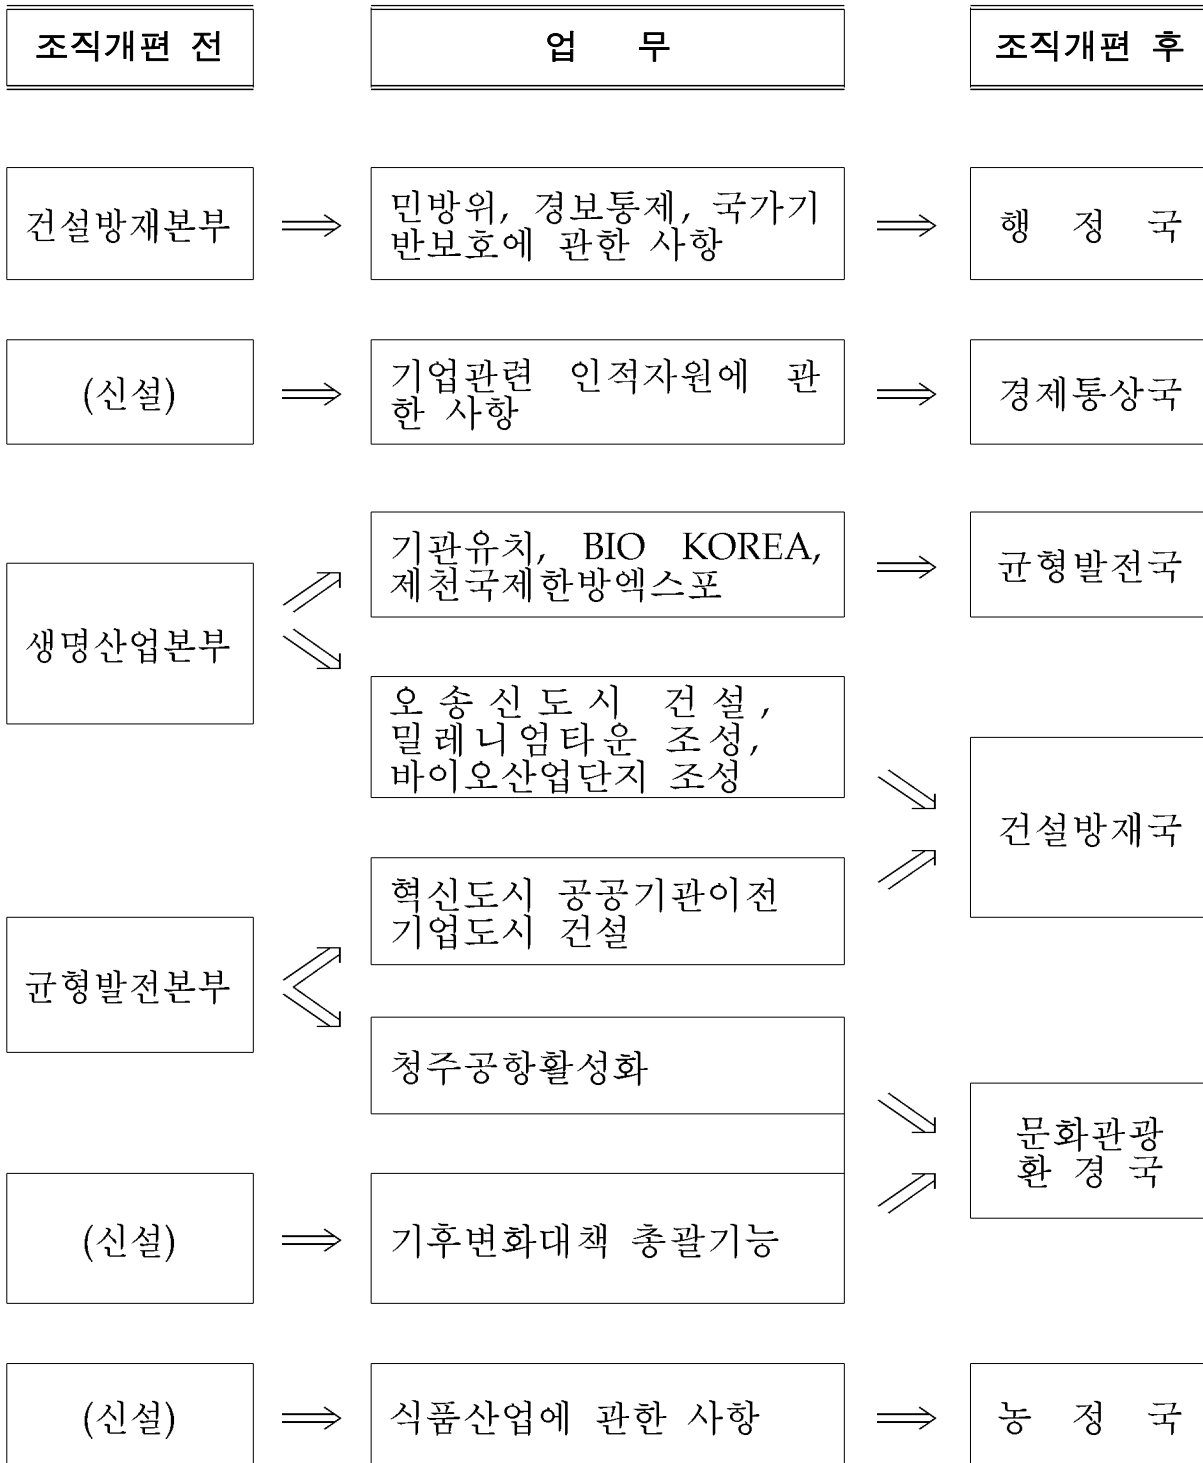 조직개편 전
업 무
조직개편 후
건설방재본부
민방위, 경보통제, 국가기
반보호에 관한 사항
행 정 국
(신설)
기업관련 인적자원에 관
한 사항
경제통상국
생명산업본부
기관유치, BIO KOREA,
제천국제한방엑스포
균형발전국
오송신도시 건설,
밀레니엄타운 조성,
바이오산업단지 조성
건설방재국
균형발전본부
혁신도시 공공기관이전
기업도시 건설
청주공항활성화
문화관광
환 경 국
(신설)
기후변화대책 총괄기능
(신설)
식품산업에 관한 사항
농 정 국